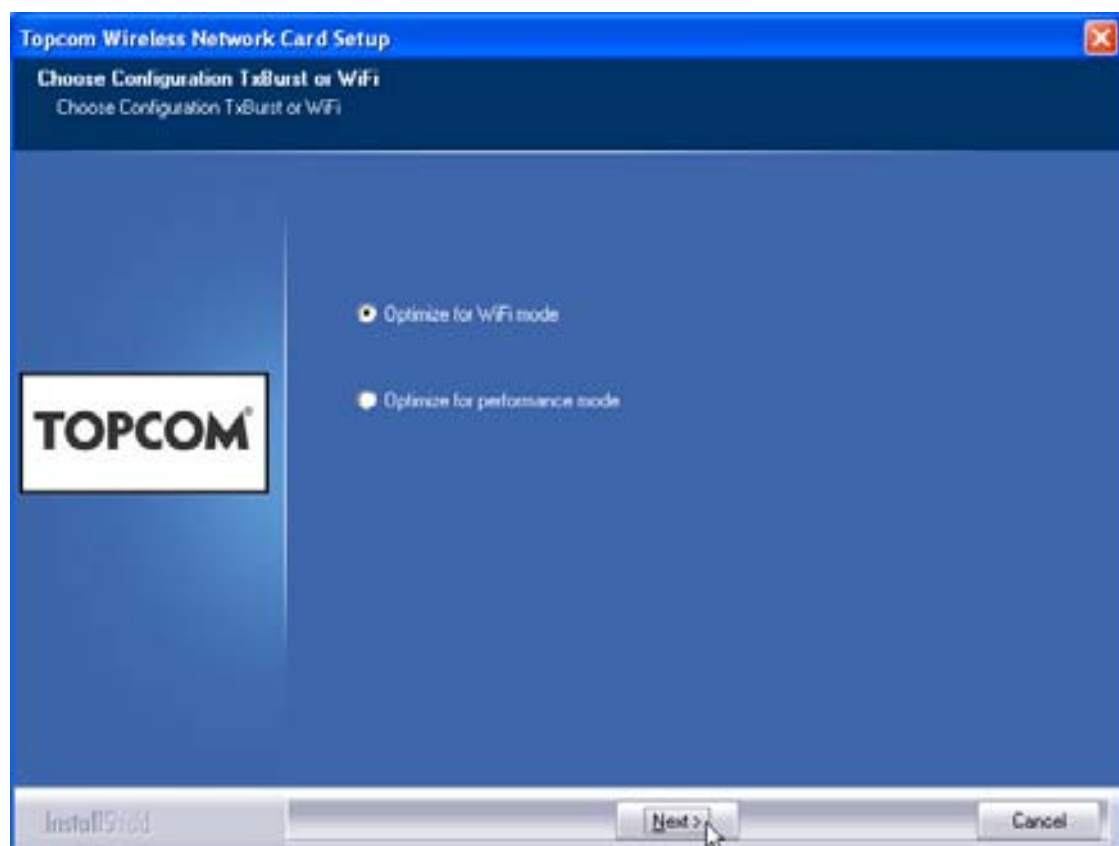 Topcom Wireless Network Card Setup
Choose Configuration TxBurst or WiFi
Choose Configuration TxBurst or WiFi
Optimize for WiFi mode
Optimize for performance mode
TOPCOM®
InstallShield
Next >
Cancel